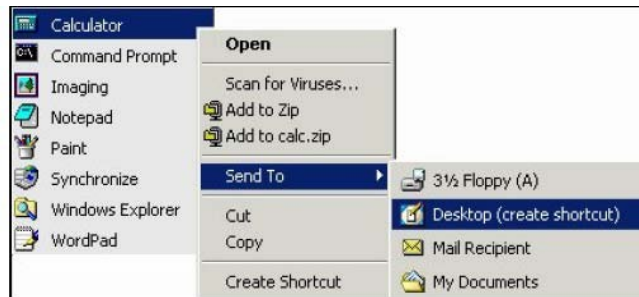 Calculator
Command Prompt
Imaging
Notepad
Paint
Synchronize
Windows Explorer
WordPad
Open
Scan for Viruses...
Add to Zip
Add to calc.zip
Send To
Cut
Copy
Create Shortcut
3½ Floppy (A)
Desktop (create shortcut)
Mail Recipient
My Documents